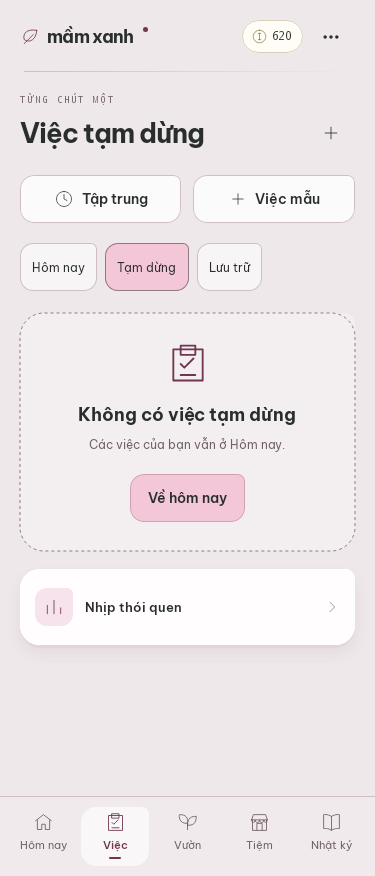 mầm xanh
620
TỪNG CHÚT MỘT
Việc tạm dừng
Tập trung
Việc mẫu
Hôm nay
Tạm dừng
Lưu trữ
Không có việc tạm dừng
Các việc của bạn vẫn ở Hôm nay.
Về hôm nay
Nhịp thói quen
Hôm nay
Việc
Vườn
Tiệm
Nhật ký